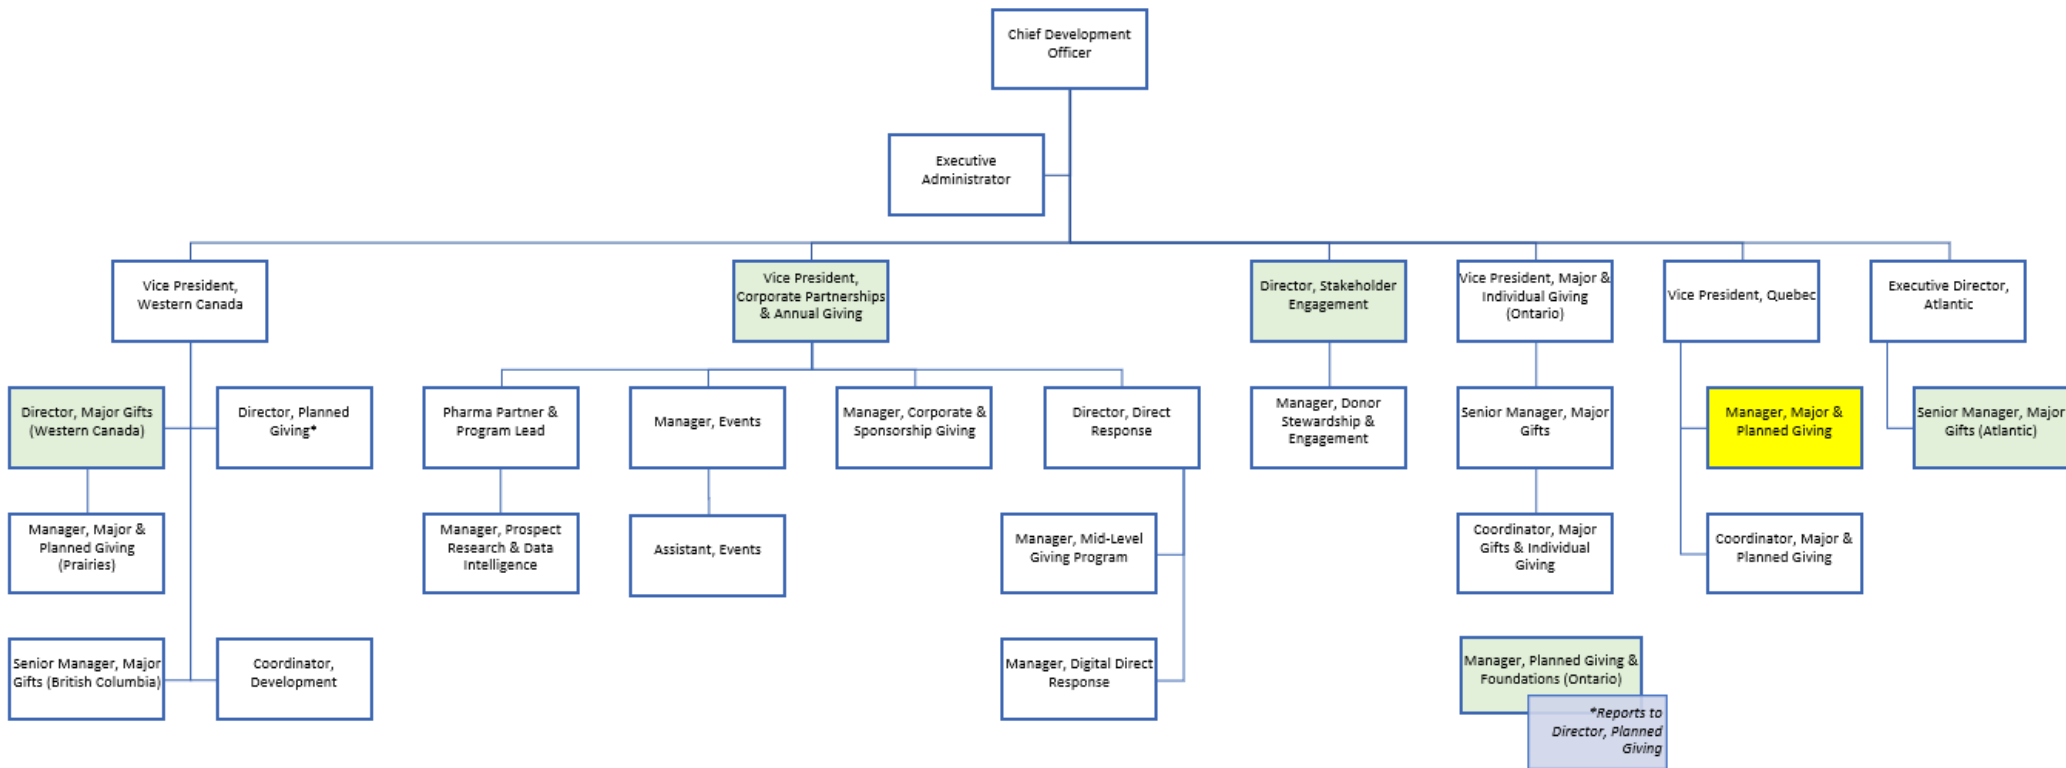 Chief Development
Officer
Executive
Administrator
Vice President,
Western Canada
Vice President,
Corporate Partnerships
& Annual Giving
Director, Stakeholder
Engagement
Vice President, Major &
Individual Giving
(Ontario)
Vice President, Quebec
Executive Director,
Atlantic
Director, Major Gifts
(Western Canada)
Director, Planned
Giving*
Pharma Partner &
Program Lead
Manager, Events
Manager, Corporate &
Sponsorship Giving
Director, Direct
Response
Manager, Donor
Stewardship &
Engagement
Senior Manager, Major
Gifts
Manager, Major &
Planned Giving
Senior Manager, Major
Gifts (Atlantic)
Manager, Major &
Planned Giving
(Prairies)
Manager, Prospect
Research & Data
Intelligence
Assistant, Events
Manager, Mid-Level
Giving Program
Coordinator, Major
Gifts & Individual
Giving
Coordinator, Major &
Planned Giving
Senior Manager, Major
Gifts (British Columbia)
Coordinator,
Development
Manager, Digital Direct
Response
Manager, Planned Giving &
Foundations (Ontario)
*Reports to
Director, Planned
Giving